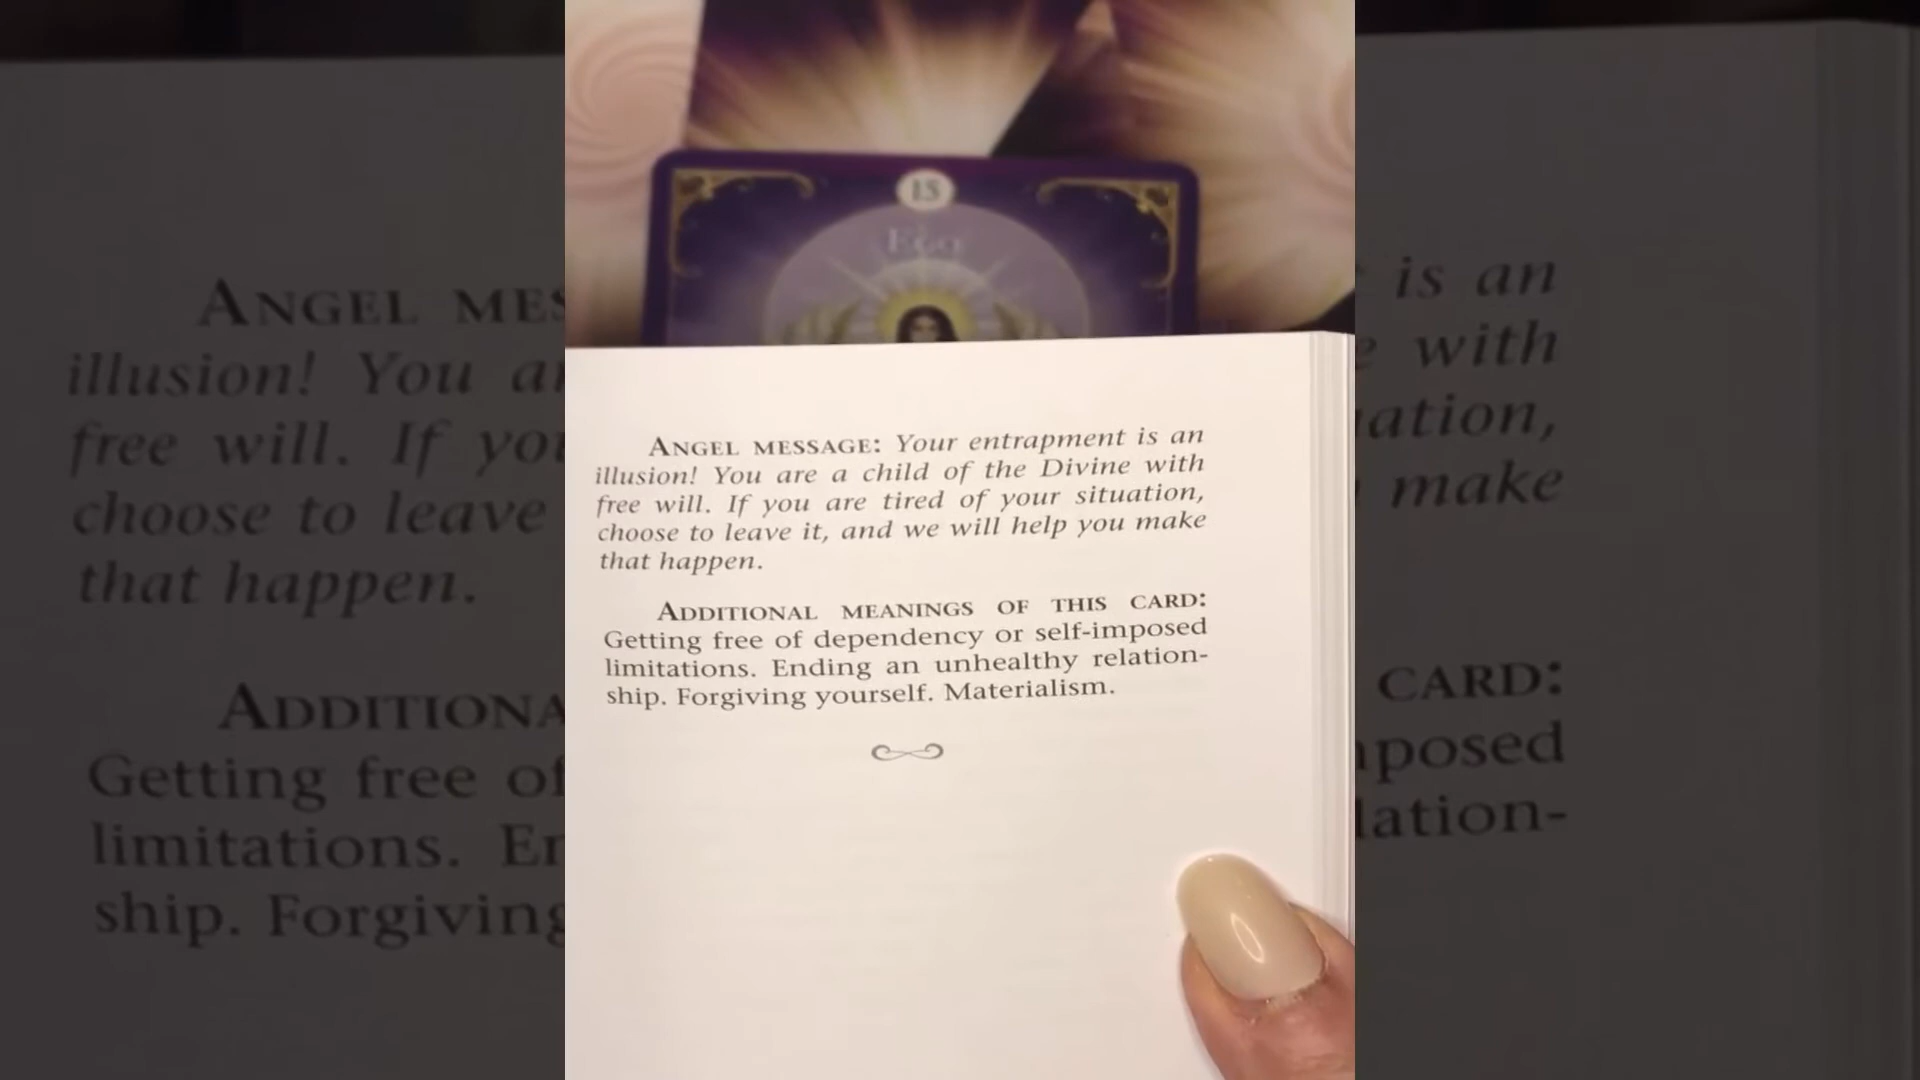 15
Ego
ANGEL MESSAGE: Your entrapment is an
illusion! You are a child of the Divine with
free will. If you are tired of your situation,
choose to leave it, and we will help you make
that happen.
ADDITIONAL MEANINGS OF THIS CARD:
Getting free of dependency or self-imposed
limitations. Ending an unhealthy relation-
ship. Forgiving yourself. Materialism.